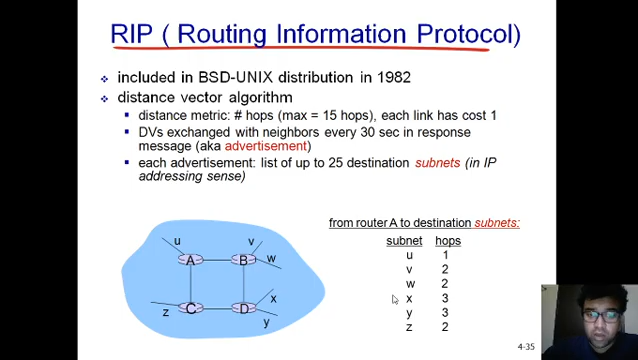 RIP ( Routing Information Protocol)
included in BSD-UNIX distribution in 1982
distance vector algorithm
distance metric: # hops (max = 15 hops), each link has cost 1
DVs exchanged with neighbors every 30 sec in response
message (aka advertisement)
each advertisement: list of up to 25 destination subnets (in IP
addressing sense)
u
v
A
B
w
z
C
D
x
y
from router A to destination subnets:
subnet hops
u 1
v 2
w 2
x 3
y 3
z 2
4-35